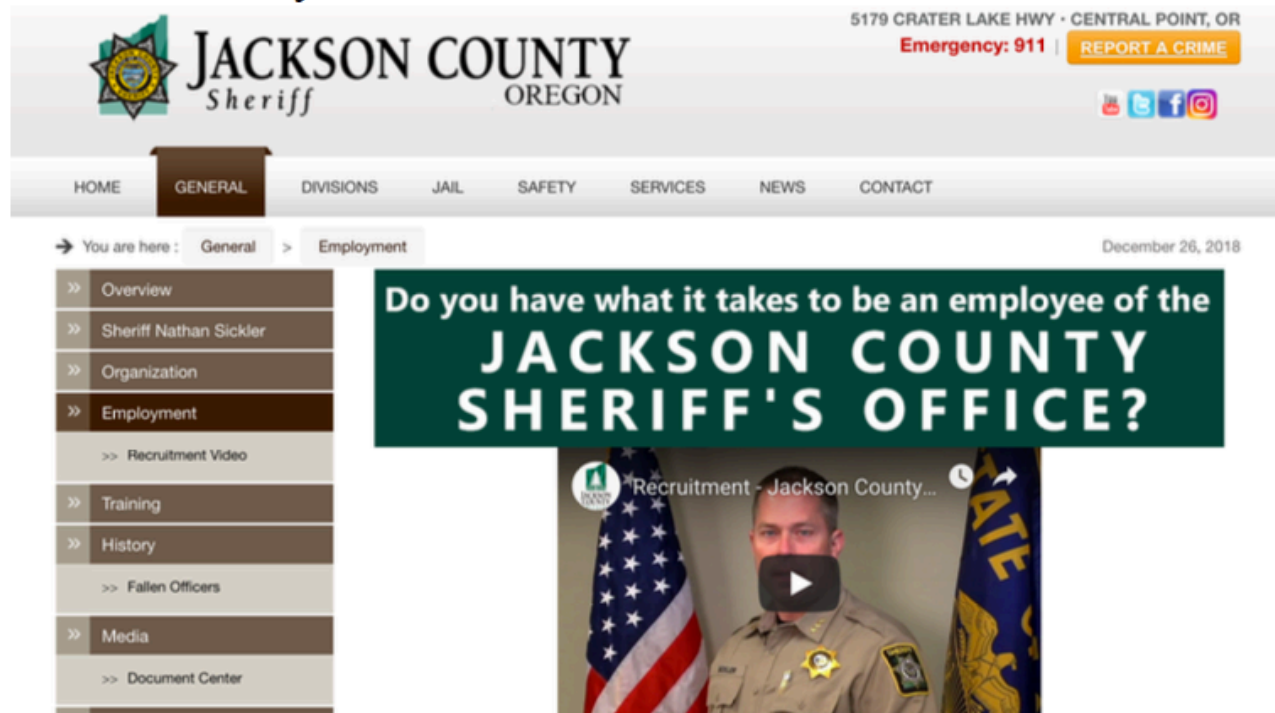 5179 CRATER LAKE HWY · CENTRAL POINT, OR
Emergency: 911 | REPORT A CRIME
JACKSON COUNTY
Sheriff OREGON
HOME GENERAL DIVISIONS JAIL SAFETY SERVICES NEWS CONTACT
You are here : General > Employment
December 26, 2018
Overview
Sheriff Nathan Sickler
Organization
Employment
>> Recruitment Video
Training
History
>> Fallen Officers
Media
>> Document Center
Do you have what it takes to be an employee of the
JACKSON COUNTY
SHERIFF'S OFFICE?
Recruitment - Jackson County...
JACKSON
COUNTY
STATE